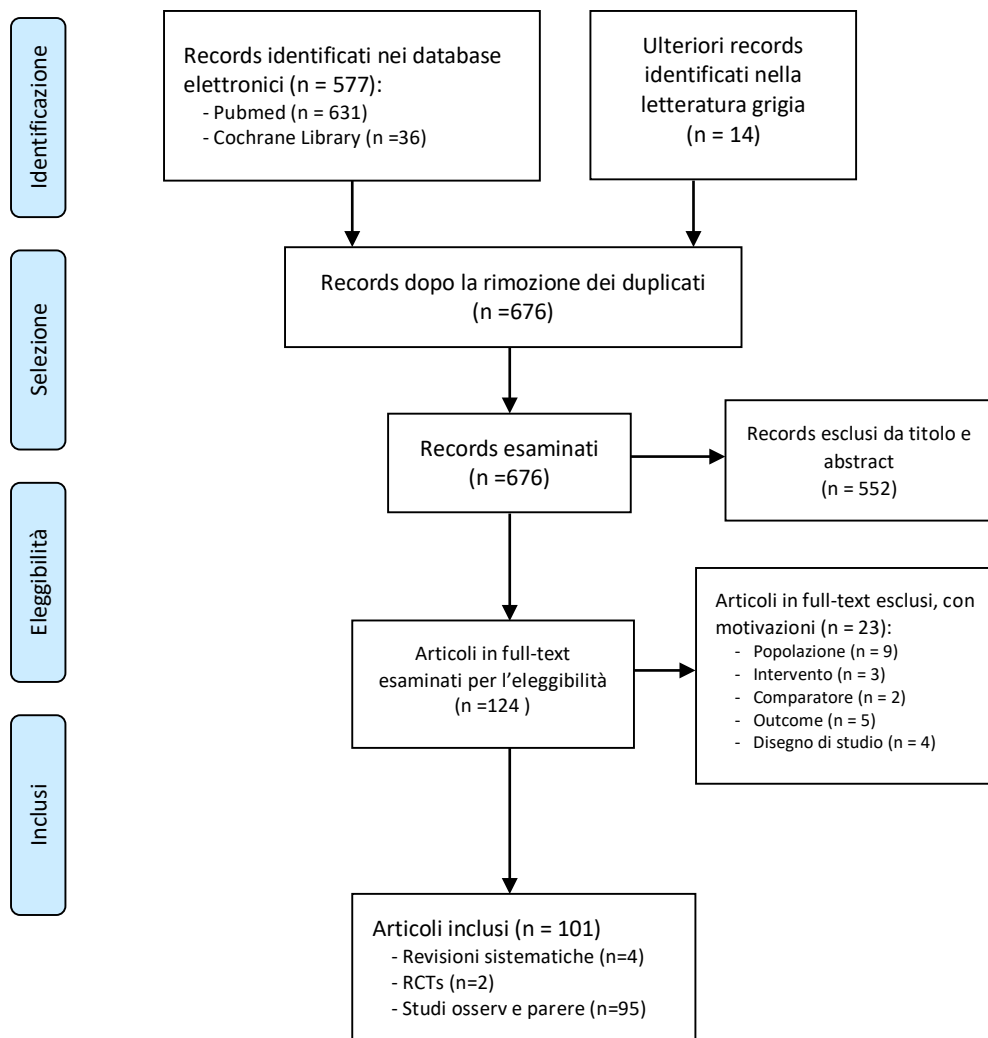 Identificazione
Records identificati nei database
elettronici (n = 577):
- Pubmed (n = 631)
- Cochrane Library (n =36)
Ulteriori records
identificati nella
letteratura grigia
(n = 14)
Selezione
Records dopo la rimozione dei duplicati
(n =676)
Records esaminati
(n =676)
Records esclusi da titolo e
abstract
(n = 552)
Eleggibilità
Articoli in full-text
esaminati per l'eleggibilità
(n =124 )
Articoli in full-text esclusi, con
motivazioni (n = 23):
- Popolazione (n = 9)
- Intervento (n = 3)
- Comparatore (n = 2)
- Outcome (n = 5)
- Disegno di studio (n = 4)
Inclusi
Articoli inclusi (n = 101)
- Revisioni sistematiche (n=4)
- RCTs (n=2)
- Studi osserv e parere (n=95)